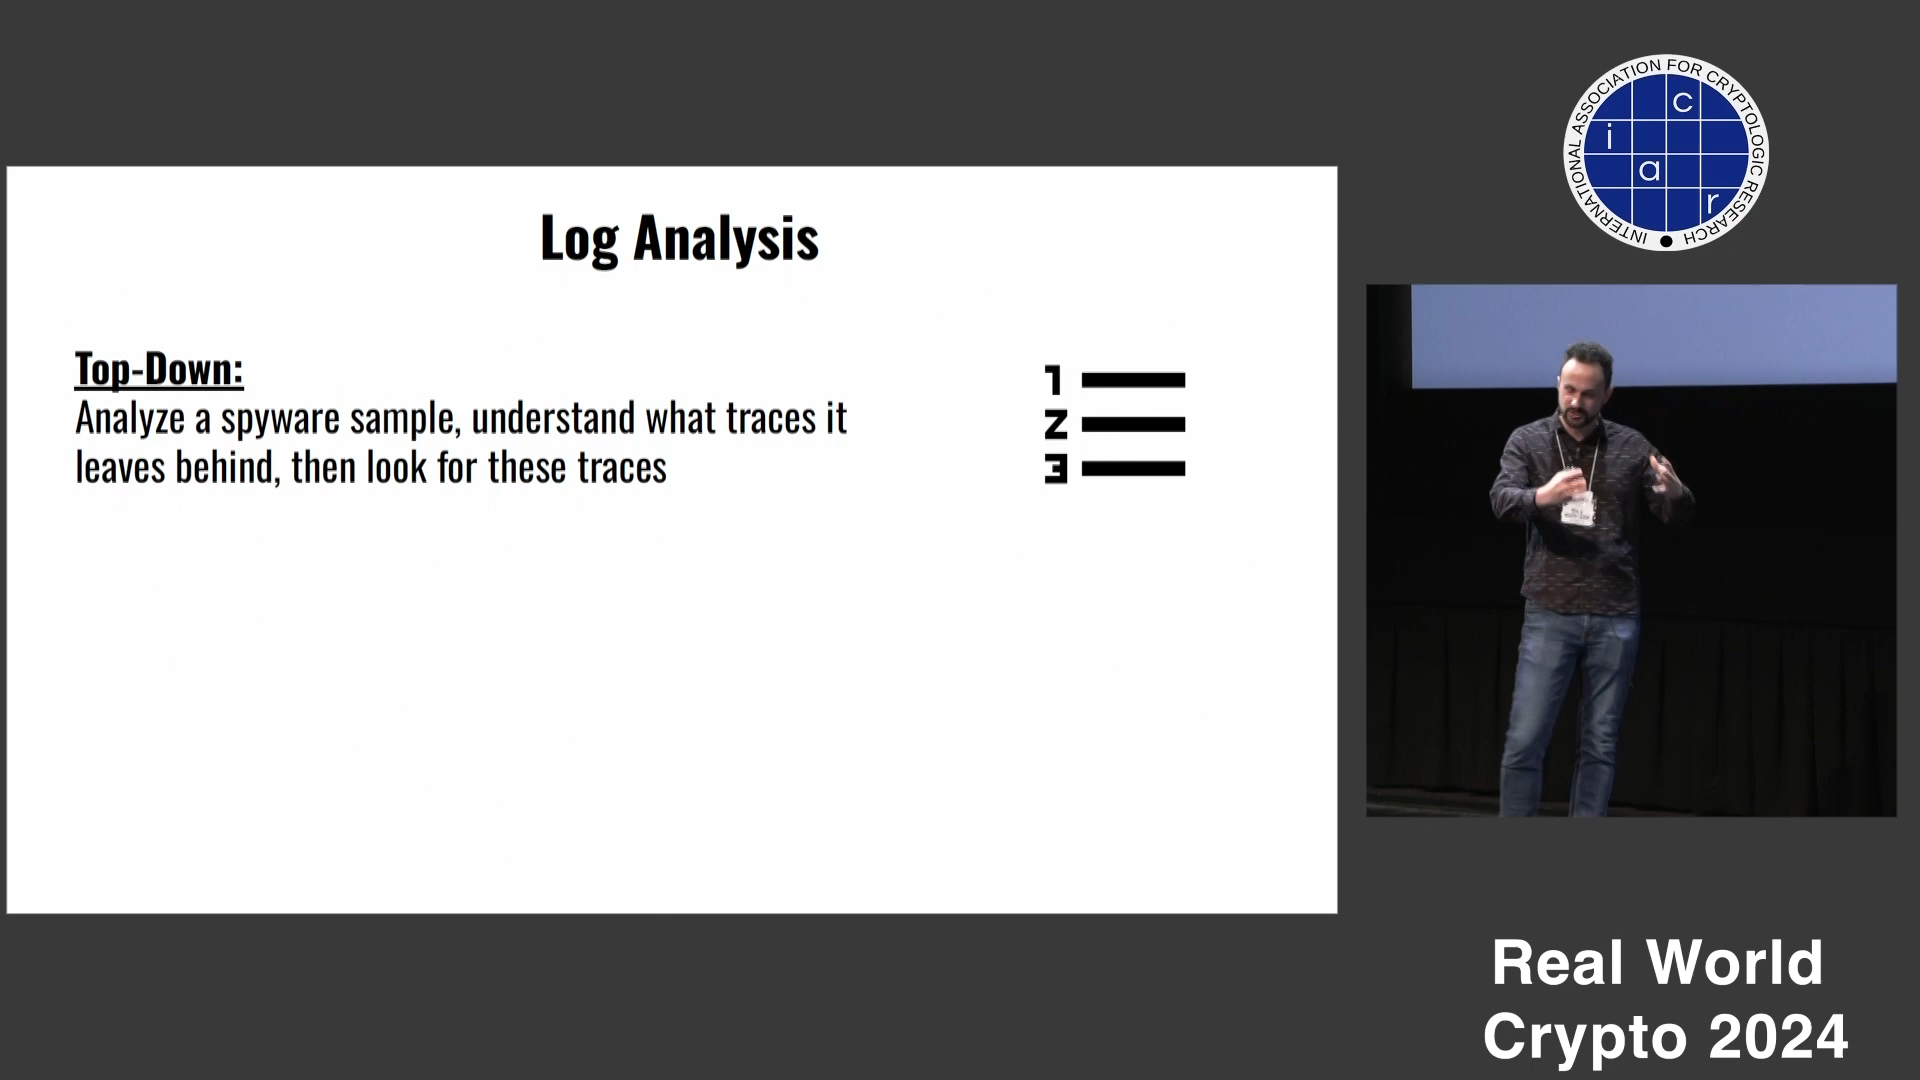 Log Analysis
Top-Down:
Analyze a spyware sample, understand what traces it
leaves behind, then look for these traces
1
2
3
INTERNATIONAL ASSOCIATION FOR CRYPTOLOGIC RESEARCH
i a c r
Real World
Crypto 2024